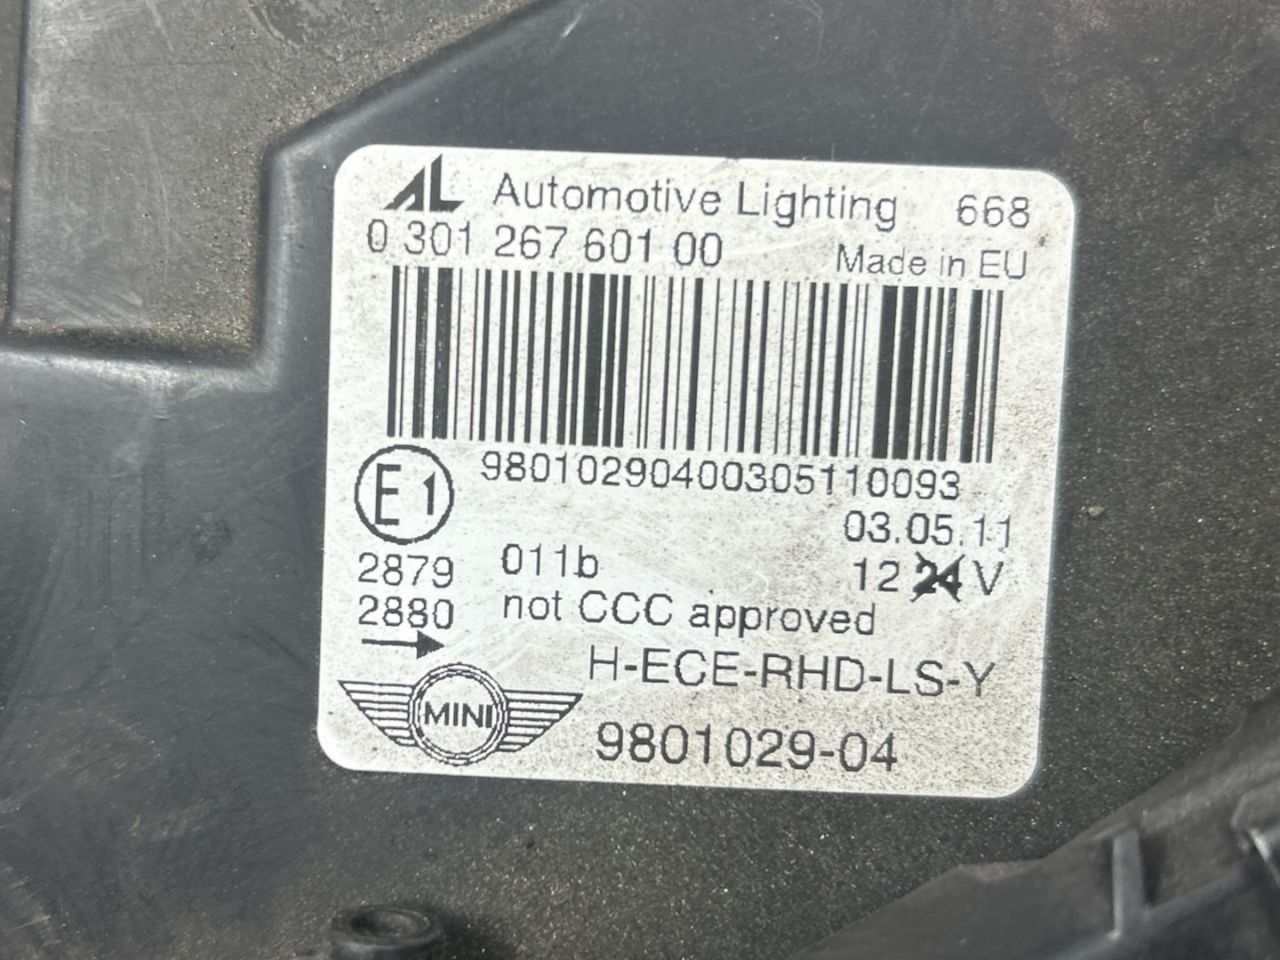 AL Automotive Lighting 668
0 301 267 601 00 Made in EU
98010290400305110093
E1
03.05.11
2879 011b 12 24 V
2880 not CCC approved
H-ECE-RHD-LS-Y
MINI 9801029-04